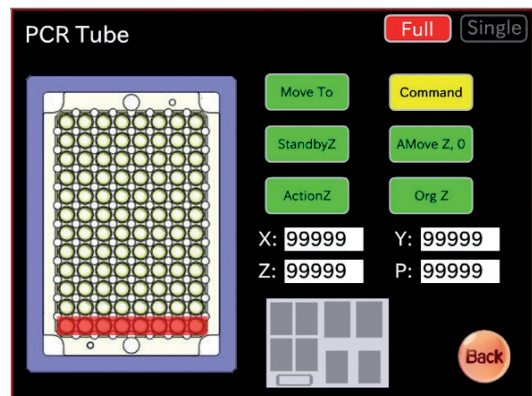 PCR Tube Full Single
Move To Command
StandbyZ AMove Z, 0
ActionZ Org Z
X: 99999 Y: 99999
Z: 99999 P: 99999
Back